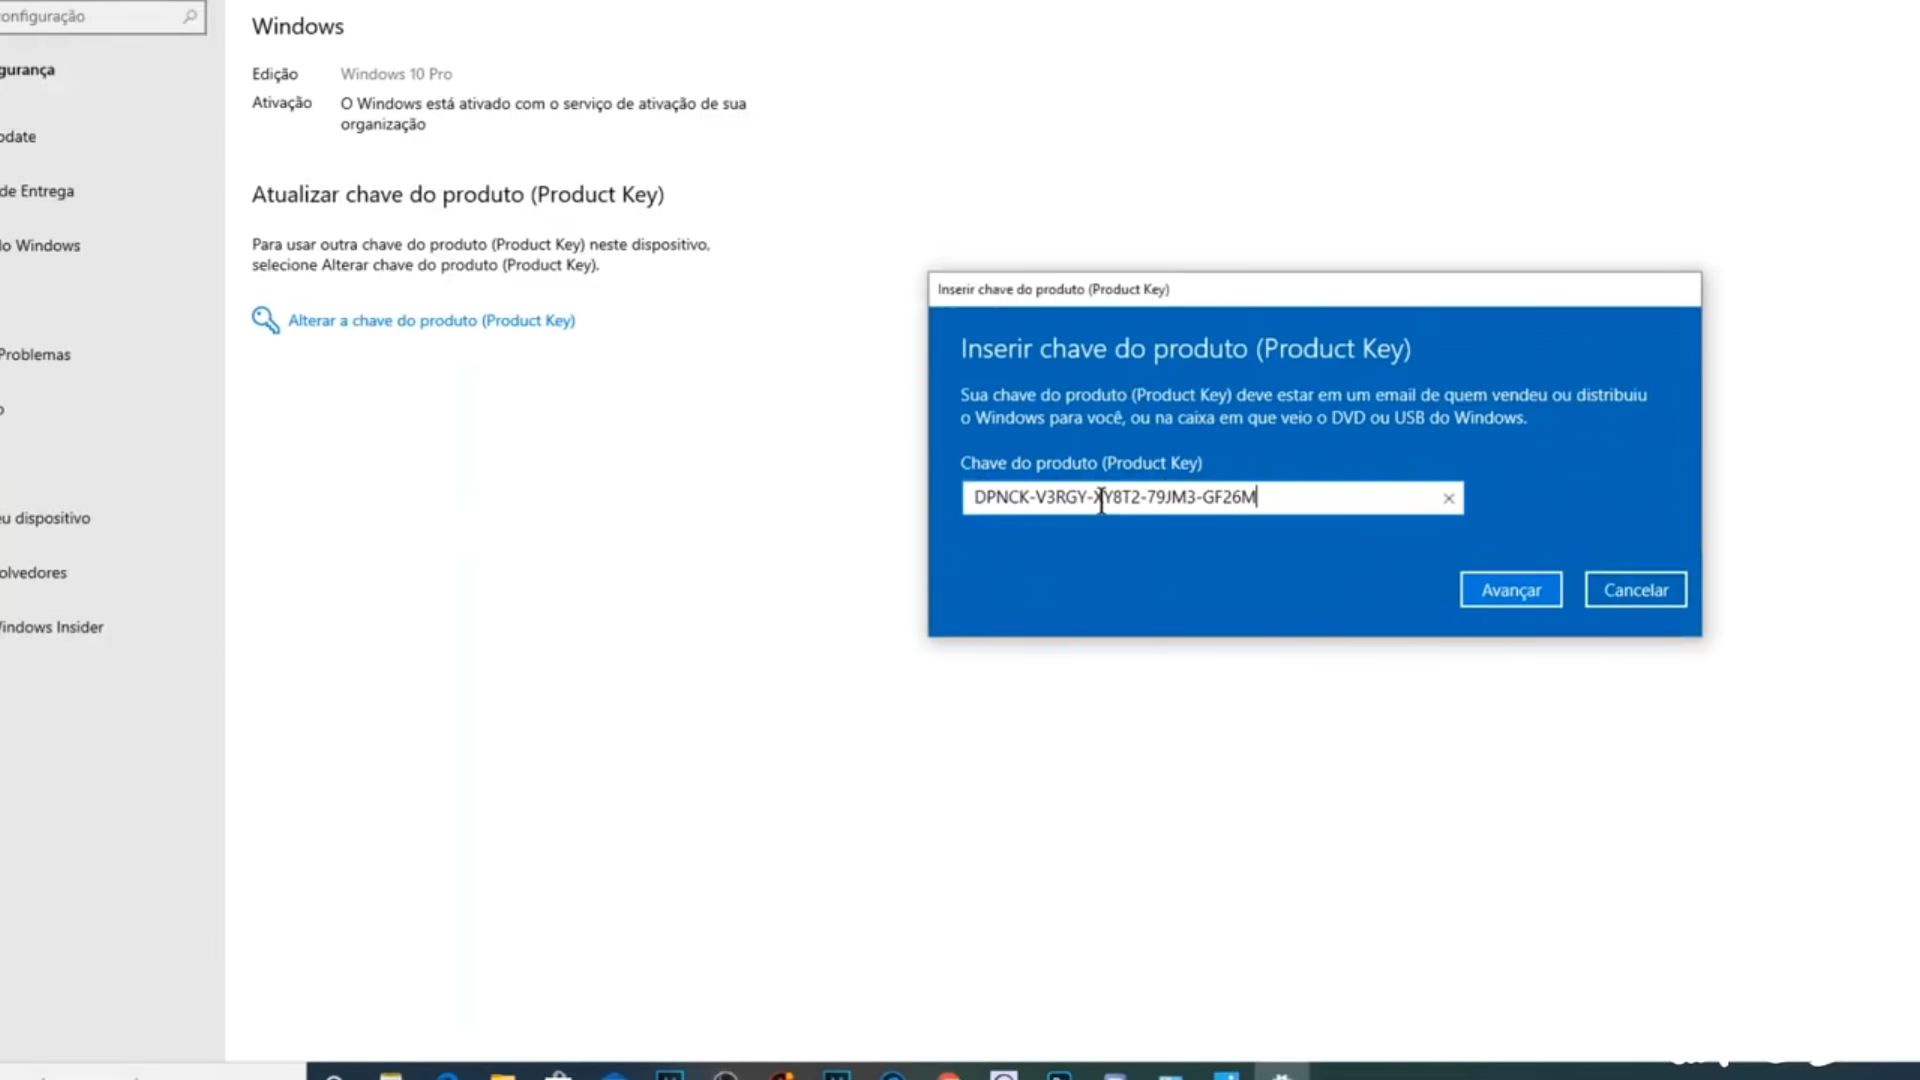 onfiguração
gurança
pdate
de Entrega
do Windows
Problemas
o
eu dispositivo
olvedores
Windows Insider
Windows
Edição Windows 10 Pro
Ativação O Windows está ativado com o serviço de ativação de sua
organização
Atualizar chave do produto (Product Key)
Para usar outra chave do produto (Product Key) neste dispositivo,
selecione Alterar chave do produto (Product Key).
Alterar a chave do produto (Product Key)
Inserir chave do produto (Product Key)
Inserir chave do produto (Product Key)
Sua chave do produto (Product Key) deve estar em um email de quem vendeu ou distribuiu
o Windows para você, ou na caixa em que veio o DVD ou USB do Windows.
Chave do produto (Product Key)
DPNCK-V3RGY-XY8T2-79JM3-GF26M
Avançar Cancelar